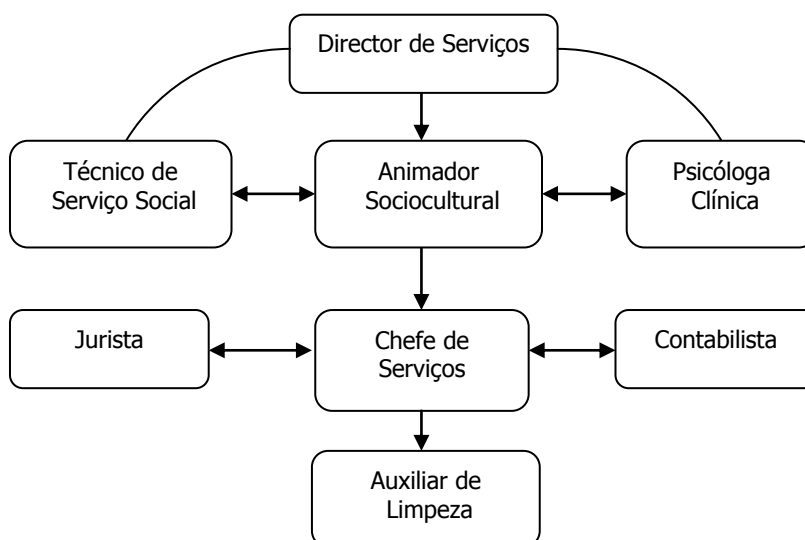 Director de Serviços
Técnico de
Serviço Social
Animador
Sociocultural
Psicóloga
Clínica
Jurista
Chefe de
Serviços
Contabilista
Auxiliar de
Limpeza